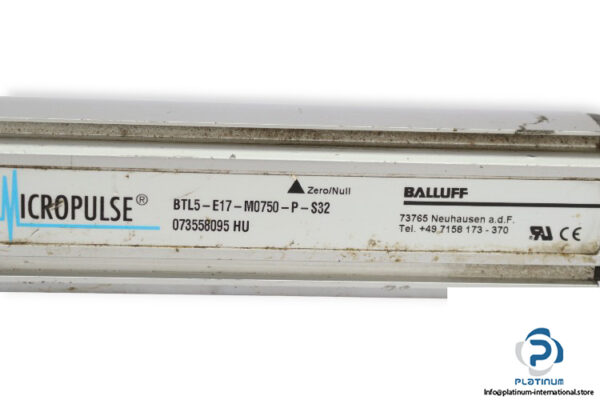 MICROPULSE®
BTL5-E17-M0750-P-S32
073558095 HU
Zero/Null
BALLUFF
73765 Neuhausen a.d.F.
Tel. +49 7158 173 - 370
CE
PLATINUM
Info@platinum-international.store